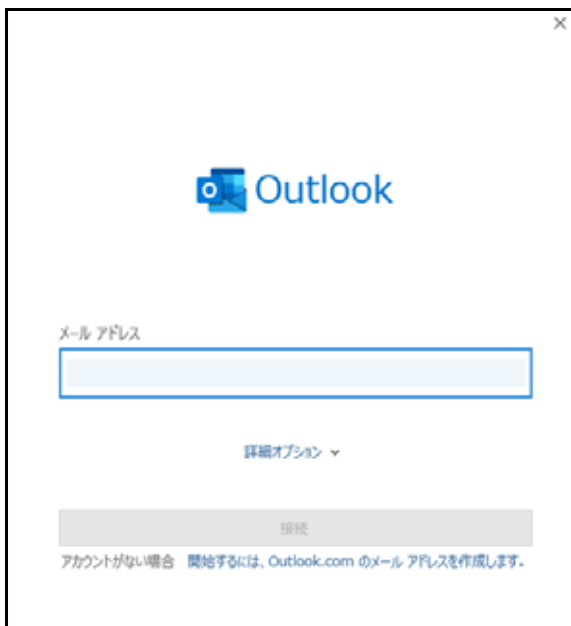 Outlook
メール アドレス
詳細オプション
接続
アカウントがない場合 開始するには、Outlook.com のメール アドレスを作成します。